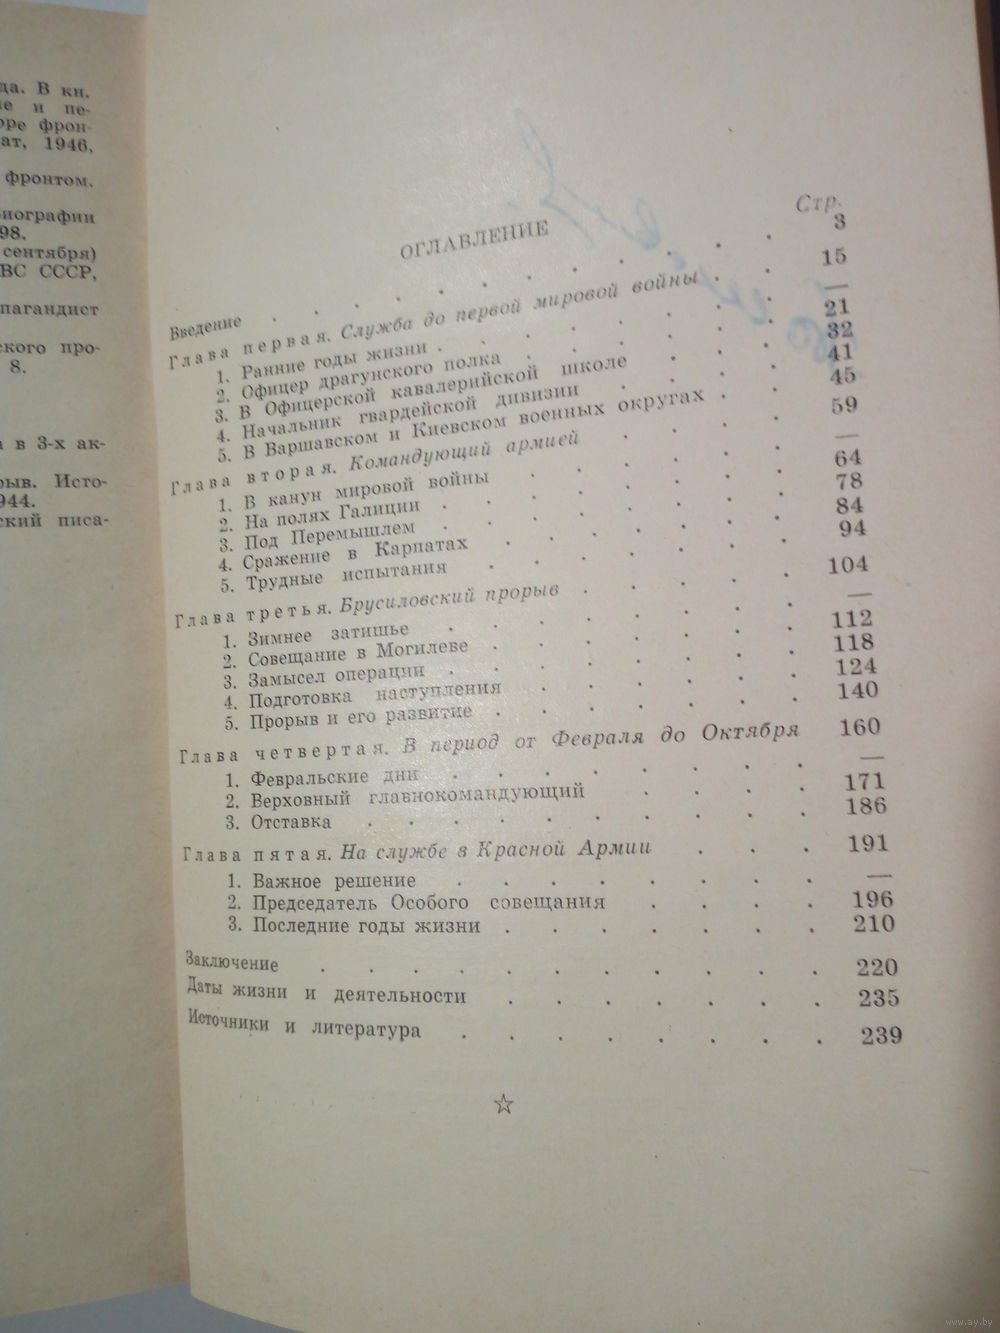 да. В кн.
ие и пе-
оре фрон-
ат, 1946,
фронтом.
биографии
98.
сентября)
ВС СССР,
пагандист
ского про-
8.
а в 3-х ак-
рыв. Исто-
944.
ский писа-
ОГЛАВЛЕНИЕ
Стр.
Введение . . . . . . . . . . 3
Глава первая. Служба до первой мировой войны . . 15
1. Ранние годы жизни . . . . . . . —
2. Офицер драгунского полка . . . . . . 21
3. В Офицерской кавалерийской школе . . . 32
4. Начальник гвардейской дивизии . . . . 41
5. В Варшавском и Киевском военных округах . . 45
Глава вторая. Командующий армией . . . . 59
1. В канун мировой войны . . . . . . —
2. На полях Галиции . . . . . . . 64
3. Под Перемышлем . . . . . . . 78
4. Сражение в Карпатах . . . . . . 84
5. Трудные испытания . . . . . . 94
Глава третья. Брусиловский прорыв . . . . . 104
1. Зимнее затишье . . . . . . . —
2. Совещание в Могилеве . . . . . . . 112
3. Замысел операции . . . . . . . 118
4. Подготовка наступления . . . . . . 124
5. Прорыв и его развитие . . . . . . . 140
Глава четвертая. В период от Февраля до Октября 160
1. Февральские дни . . . . . . . . —
2. Верховный главнокомандующий . . . . 171
3. Отставка . . . . . . . . . 186
Глава пятая. На службе в Красной Армии . . . 191
1. Важное решение . . . . . . . —
2. Председатель Особого совещания . . . . 196
3. Последние годы жизни . . . . . . 210
Заключение . . . . . . . . . . . 220
Даты жизни и деятельности . . . . . . . 235
Источники и литература . . . . . . . . 239
www.ay.by